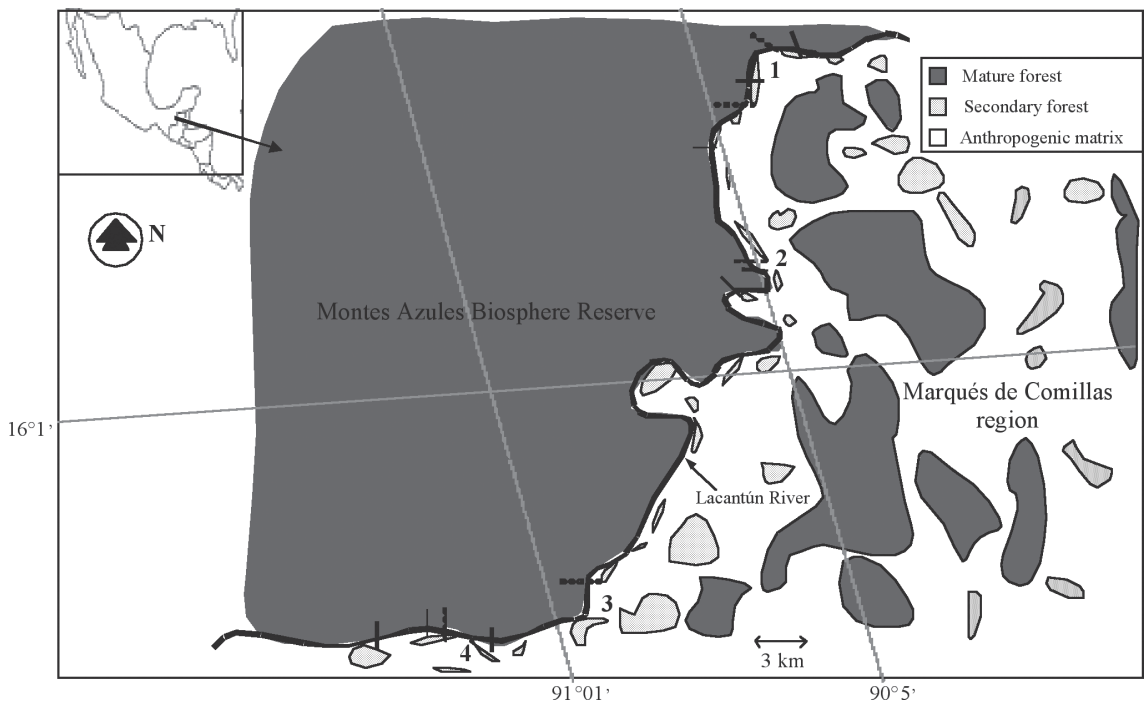 1
Mature forest
Secondary forest
Anthropogenic matrix
N
2
Montes Azules Biosphere Reserve
Marqués de Comillas
region
16°1’
Lacantún River
3
4
3 km
91°01’
90°5’